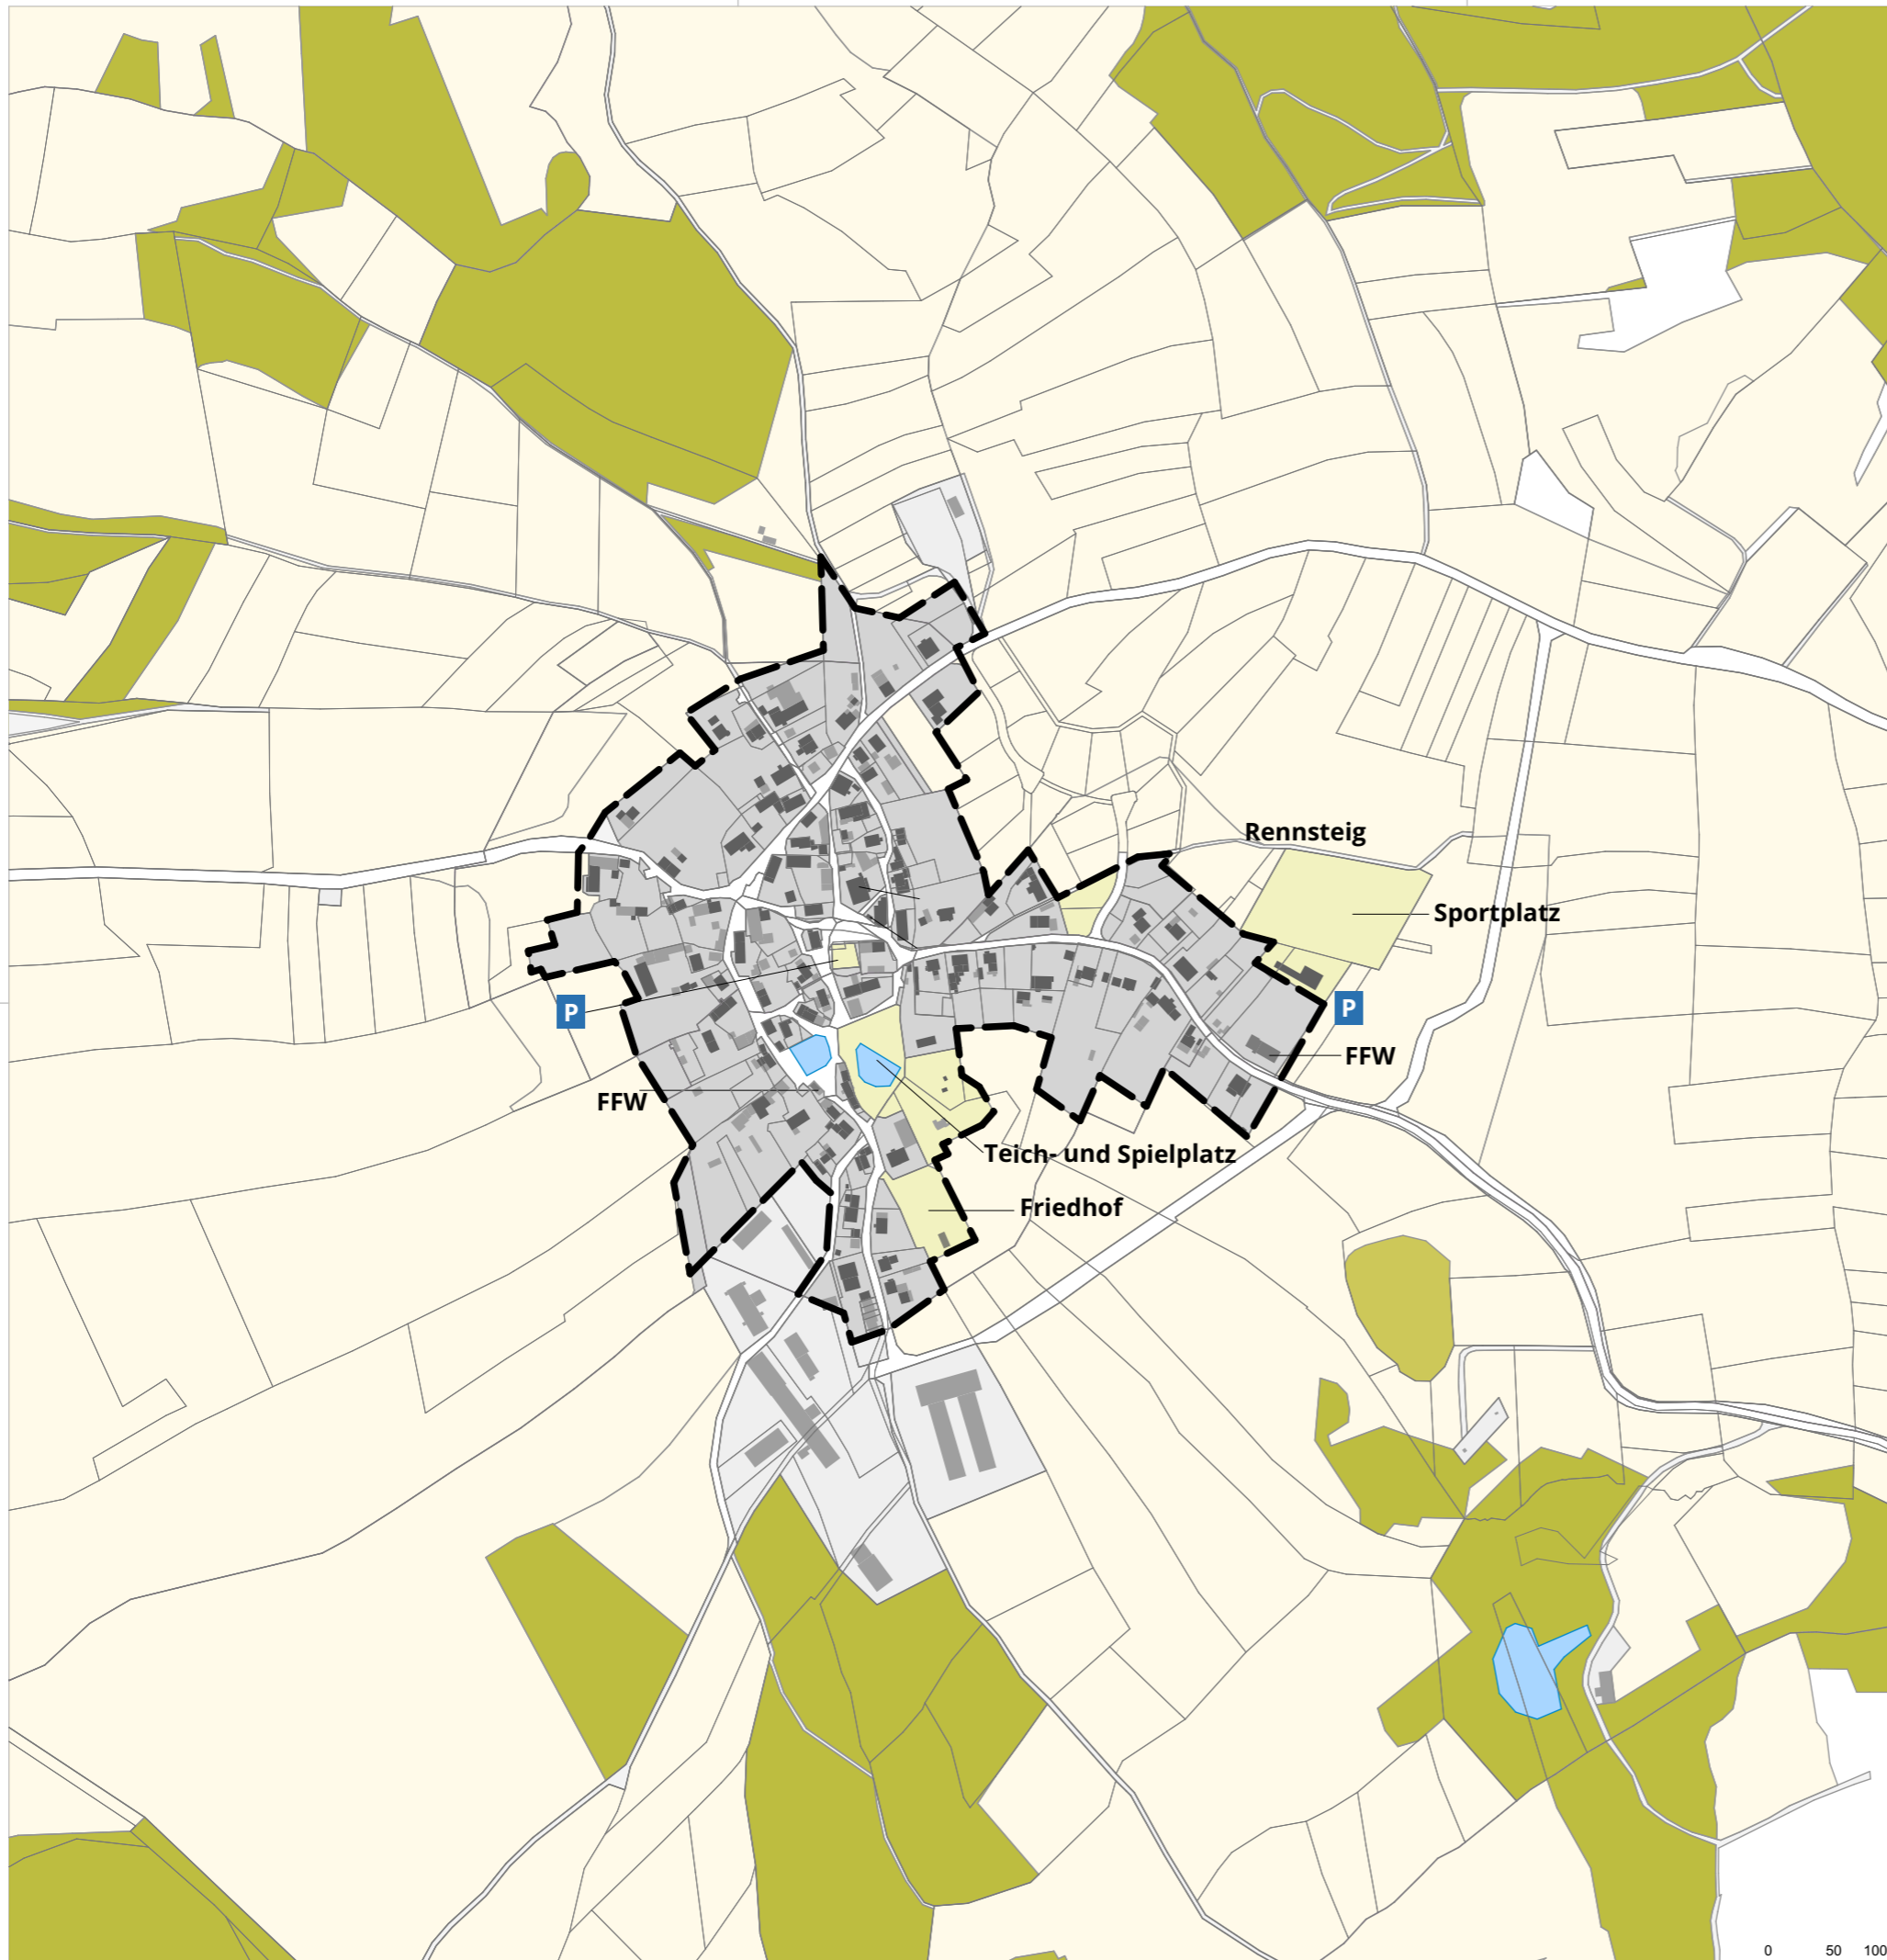 Rennsteig
Sportplatz
P
P
FFW
FFW
Teich- und Spielplatz
Friedhof
0 50 100